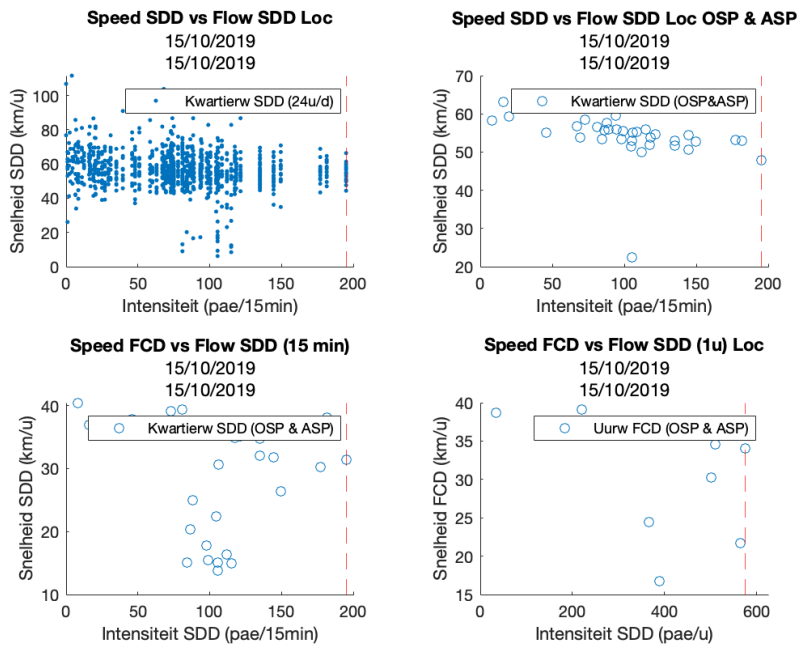 Speed SDD vs Flow SDD Loc
15/10/2019
15/10/2019
Kwartierw SDD (24u/d)
Snelheid SDD (km/u)
100
80
60
40
20
0
0 50 100 150 200
Intensiteit (pae/15min)
Speed SDD vs Flow SDD Loc OSP & ASP
15/10/2019
15/10/2019
Kwartierw SDD (OSP&ASP)
Snelheid SDD (km/u)
70
60
50
40
30
20
0 50 100 150 200
Intensiteit (pae/15min)
Speed FCD vs Flow SDD (15 min)
15/10/2019
15/10/2019
Kwartierw SDD (OSP & ASP)
Snelheid SDD (km/u)
40
30
20
10
0 50 100 150 200
Intensiteit SDD (pae/15min)
Speed FCD vs Flow SDD (1u) Loc
15/10/2019
15/10/2019
Uurw FCD (OSP & ASP)
Snelheid FCD (km/u)
40
35
30
25
20
15
0 200 400 600
Intensiteit SDD (pae/u)